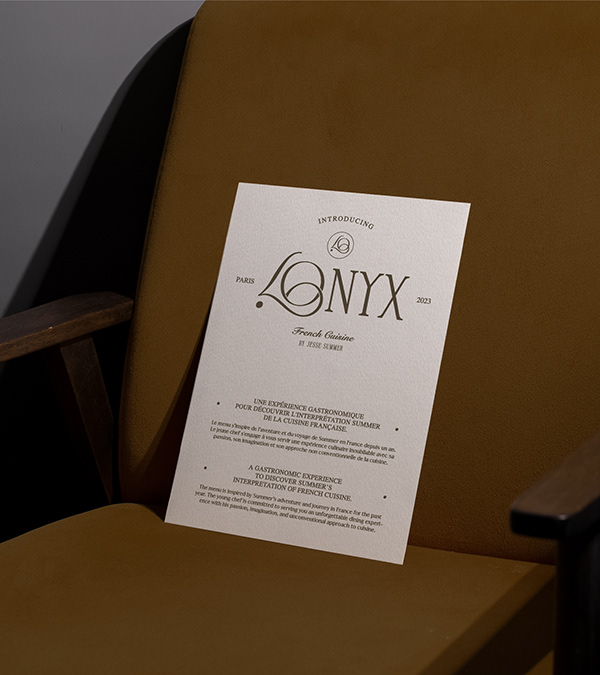 INTRODUCING
LO
PARIS LONYX 2023
French Cuisine
BY JESSE SUMMER
UNE EXPÉRIENCE GASTRONOMIQUE
POUR DÉCOUVRIR L'INTERPRÉTATION SUMMER
DE LA CUISINE FRANÇAISE.
Le menu s'inspire de l'aventure et du voyage de Summer en France depuis un an.
Le jeune chef s'engage à vous servir une expérience culinaire inoubliable avec sa
passion, son imagination et son approche non conventionnelle de la cuisine.
A GASTRONOMIC EXPERIENCE
TO DISCOVER SUMMER'S
INTERPRETATION OF FRENCH CUISINE.
The menu is inspired by Summer's adventure and journey in France for the past
year. The young chef is committed to serving you an unforgettable dining experi-
ence with his passion, imagination, and unconventional approach to cuisine.